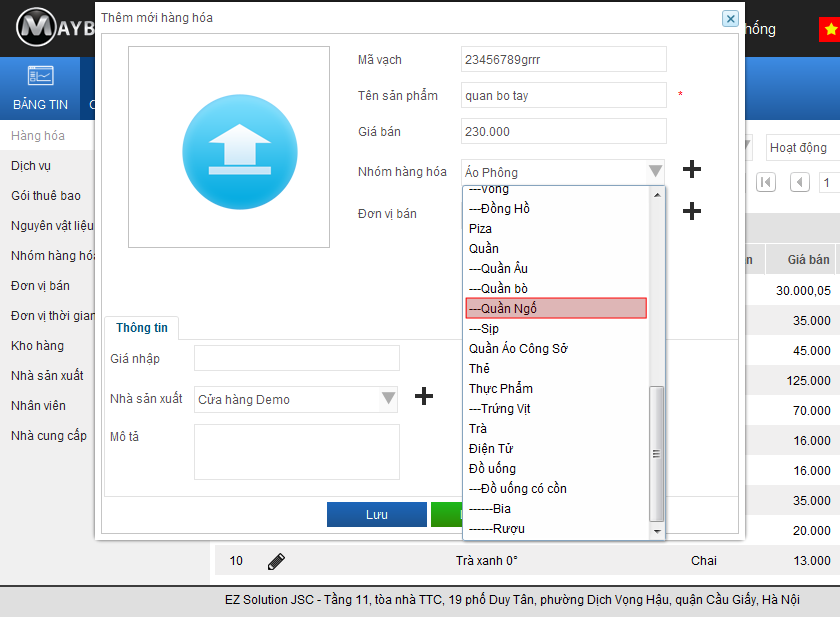 MAYB
Thêm mới hàng hóa
hống
BẢNG TIN
Hàng hóa
Dịch vụ
Gói thuê bao
Nguyên vật liệu
Nhóm hàng hóa
Đơn vị bán
Đơn vị thời gian
Kho hàng
Nhà sản xuất
Nhân viên
Nhà cung cấp
Mã vạch
23456789grrr
Tên sản phẩm
quan bo tay
*
Giá bán
230.000
Nhóm hàng hóa
Áo Phông
Đơn vị bán
---Vòng
---Đồng Hồ
Piza
Quần
---Quần Âu
---Quần bò
---Quần Ngố
---Sịp
Quần Áo Công Sở
Thẻ
Thực Phẩm
---Trứng Vịt
Trà
Điện Tử
Đồ uống
---Đồ uống có cồn
------Bia
------Rượu
Thông tin
Giá nhập
Nhà sản xuất
Cửa hàng Demo
Mô tả
Lưu
Hoạt động
1
n
Giá bán
30.000,05
35.000
45.000
125.000
70.000
16.000
16.000
35.000
20.000
10
Trà xanh 0°
Chai
13.000
EZ Solution JSC - Tầng 11, tòa nhà TTC, 19 phố Duy Tân, phường Dịch Vọng Hậu, quận Cầu Giấy, Hà Nội